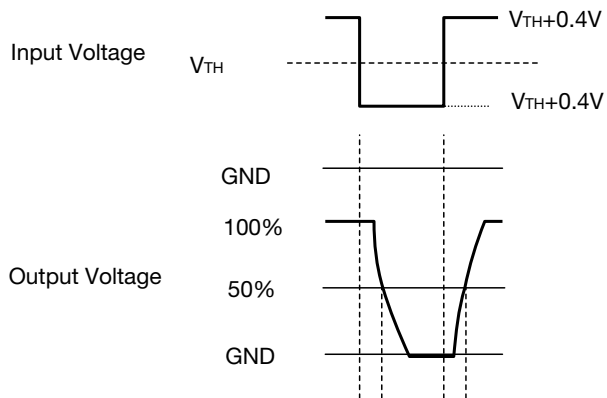 VTH+0.4V
Input Voltage
VTH
VTH+0.4V
GND
100%
Output Voltage
50%
GND